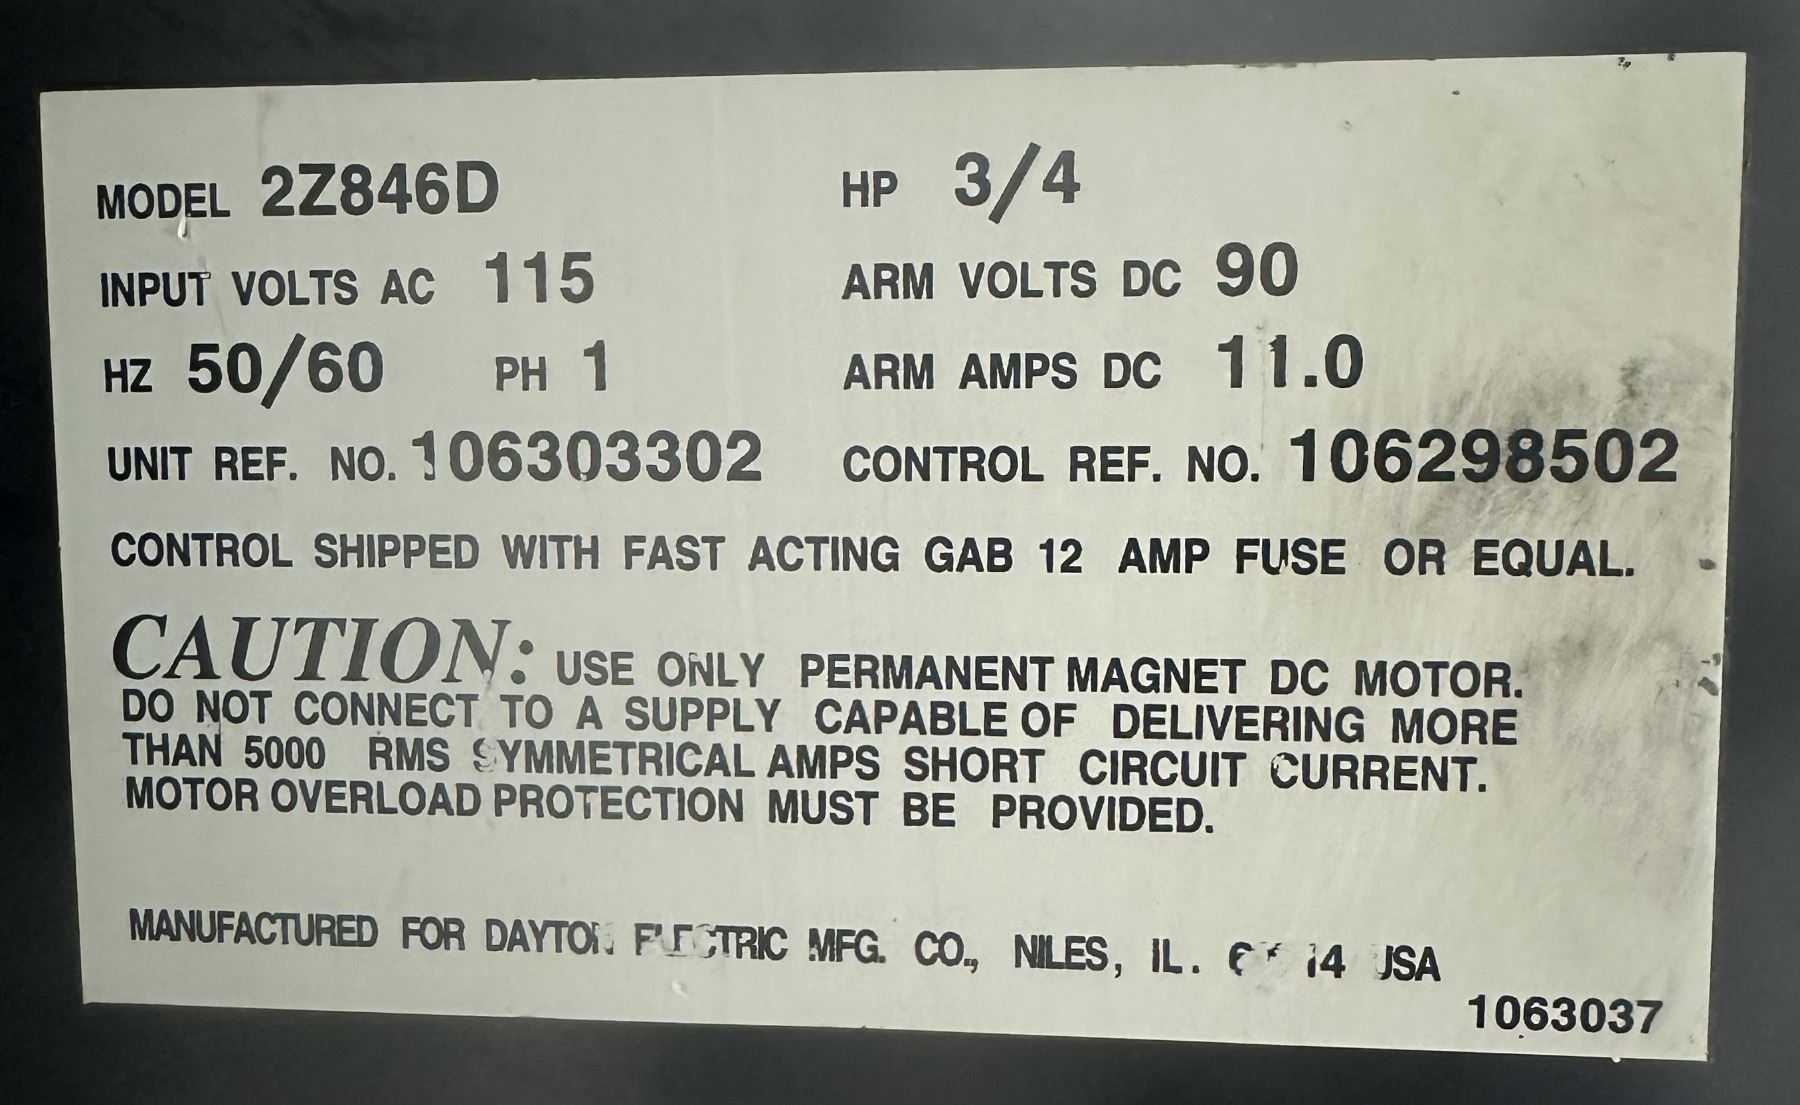 MODEL 2Z846D HP 3/4
INPUT VOLTS AC 115 ARM VOLTS DC 90
HZ 50/60 PH 1 ARM AMPS DC 11.0
UNIT REF. NO. 106303302 CONTROL REF. NO. 106298502
CONTROL SHIPPED WITH FAST ACTING GAB 12 AMP FUSE OR EQUAL.
CAUTION: USE ONLY PERMANENT MAGNET DC MOTOR.
DO NOT CONNECT TO A SUPPLY CAPABLE OF DELIVERING MORE
THAN 5000 RMS SYMMETRICAL AMPS SHORT CIRCUIT CURRENT.
MOTOR OVERLOAD PROTECTION MUST BE PROVIDED.
MANUFACTURED FOR DAYTON ELECTRIC MFG. CO., NILES, IL. USA
1063037